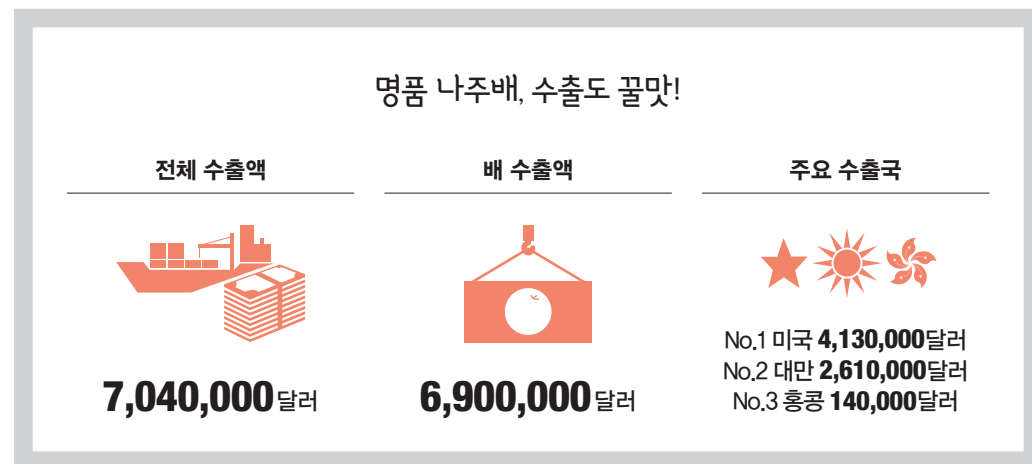 명품 나주배, 수출도 꿀맛!
전체 수출액
7,040,000달러
배 수출액
6,900,000달러
주요 수출국
No.1 미국 4,130,000달러
No.2 대만 2,610,000달러
No.3 홍콩 140,000달러